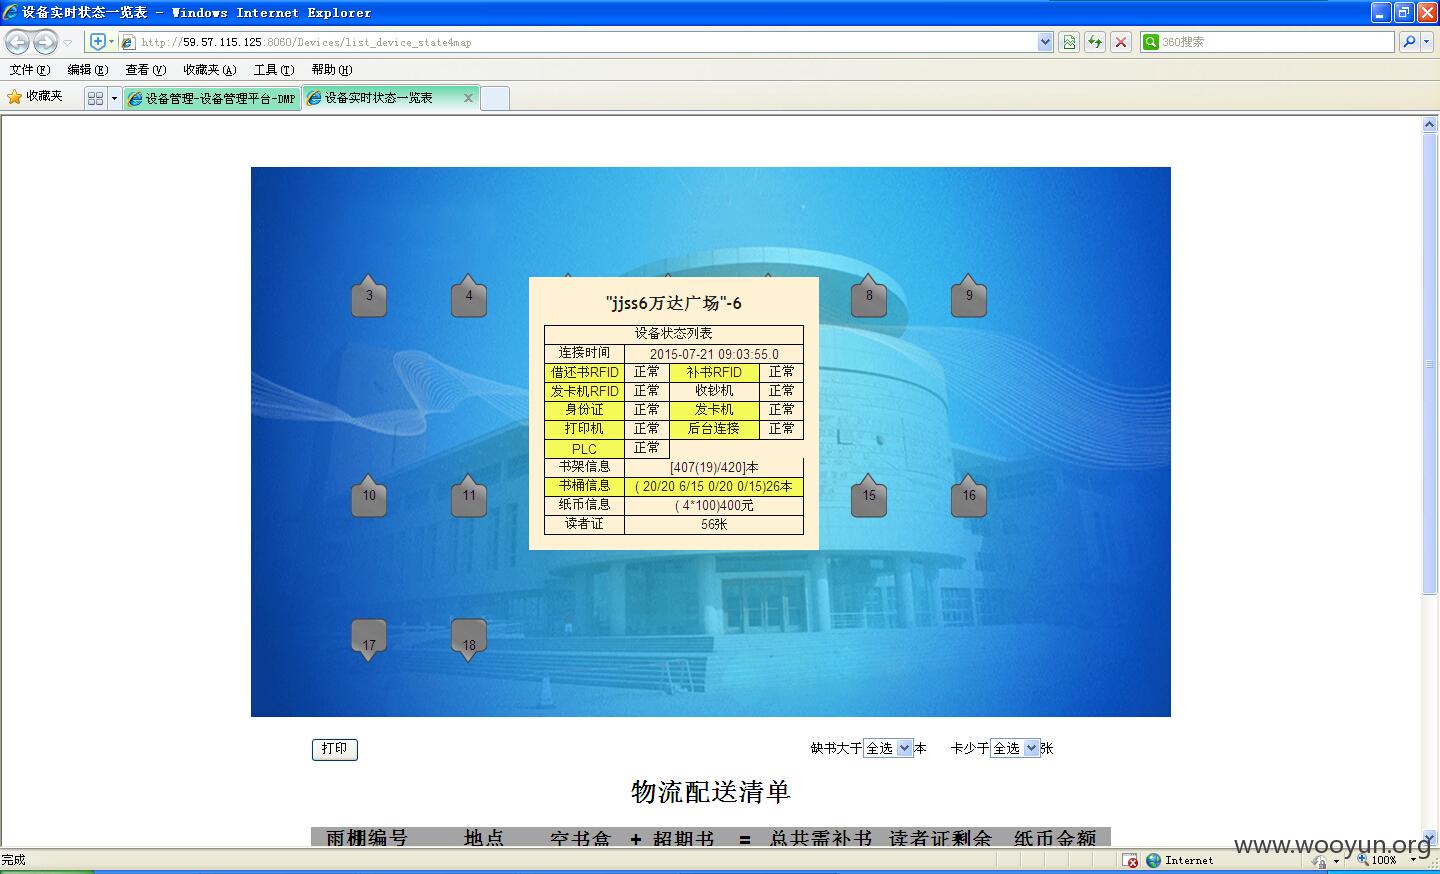 设备实时状态一览表 - Windows Internet Explorer
http://59.57.115.125:8060/Devices/list_device_state4map
360搜索
文件(F) 编辑(E) 查看(V) 收藏夹(A) 工具(T) 帮助(H)
收藏夹 设备管理-设备管理平台-DMP 设备实时状态一览表
3 4 8 9
"jjss6万达广场"-6
设备状态列表
连接时间 2015-07-21 09:03:55.0
借还书RFID 正常 补书RFID 正常
发卡机RFID 正常 收钞机 正常
身份证 正常 发卡机 正常
打印机 正常 后台连接 正常
PLC 正常
书架信息 [407(19)/420]本
书桶信息 ( 20/20 6/15 0/20 0/15)26本
纸币信息 ( 4*100)400元
读者证 56张
10 11 15 16
17 18
打印 缺书大于 全选 本 卡少于 全选 张
物流配送清单
雨棚编号 地点 空书盒 + 超期书 = 总共需补书 读者证剩余 纸币金额
www.wooyun.org
完成 Internet 100%